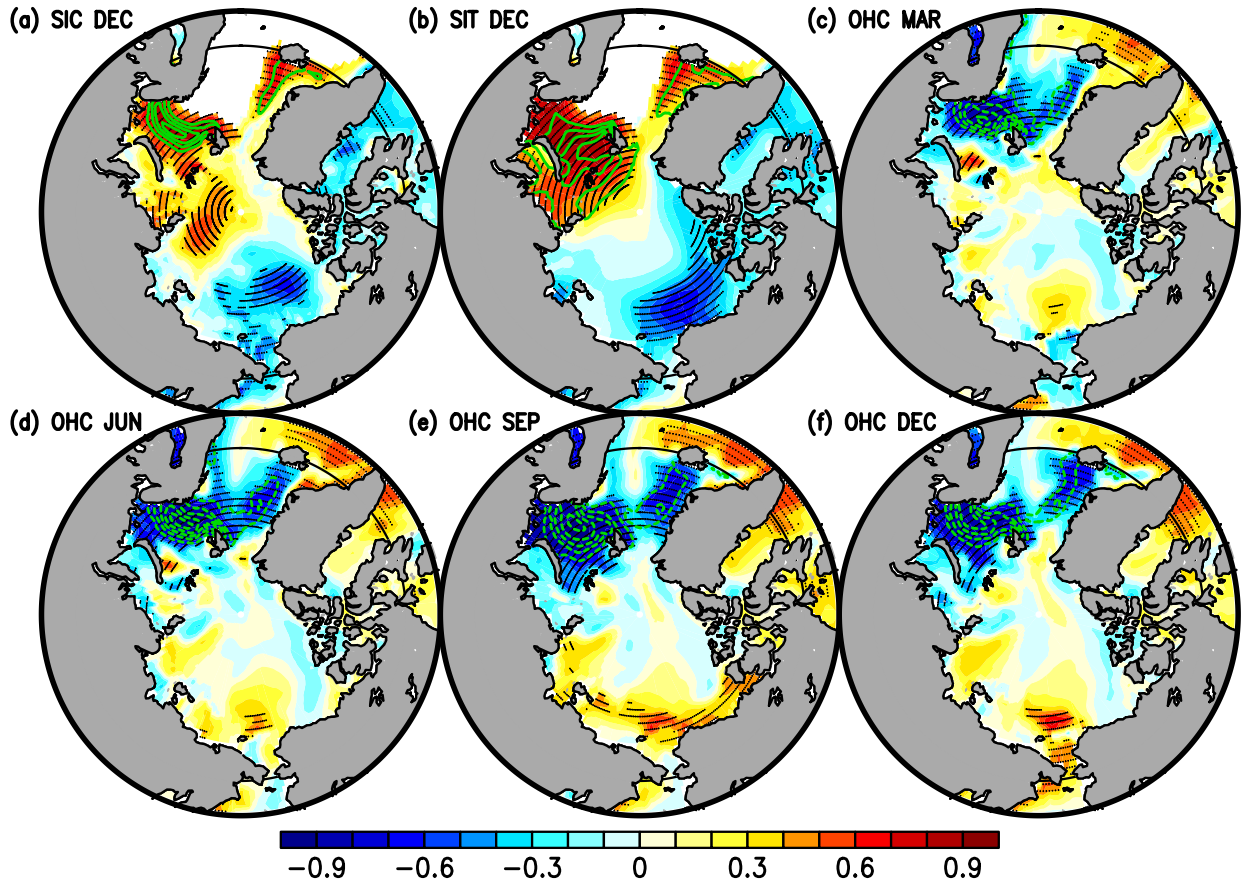 (a) SIC DEC
(b) SIT DEC
(c) OHC MAR
(d) OHC JUN
(e) OHC SEP
(f) OHC DEC
−0.9 −0.6 −0.3 0 0.3 0.6 0.9